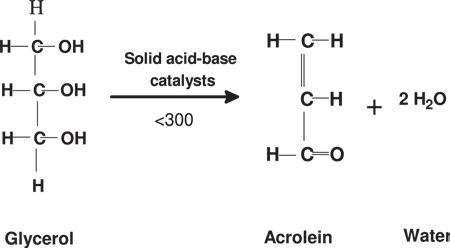 H
H-C-OH
H-C-OH
H-C-OH
H
Solid acid-base
catalysts
<300
H-C-H
C-H
H-C=O
+
2 H₂O
Glycerol
Acrolein
Water